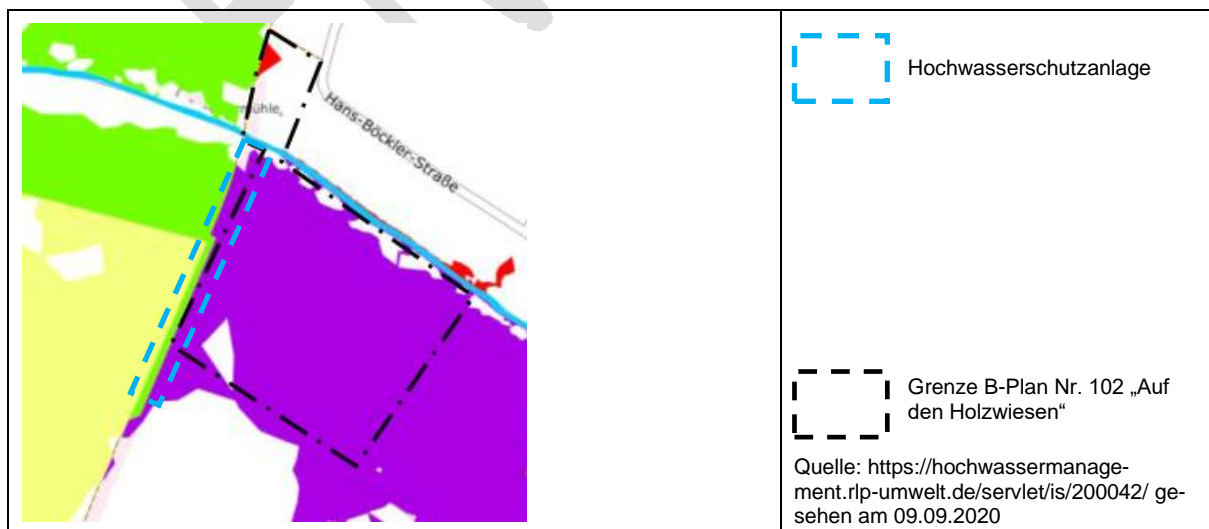 ühle,
Hans-Böckler-Straße
Hochwasserschutzanlage
Grenze B-Plan Nr. 102 „Auf
den Holzwiesen“
Quelle: https://hochwassermanage-
ment.rlp-umwelt.de/servlet/is/200042/ ge-
sehen am 09.09.2020